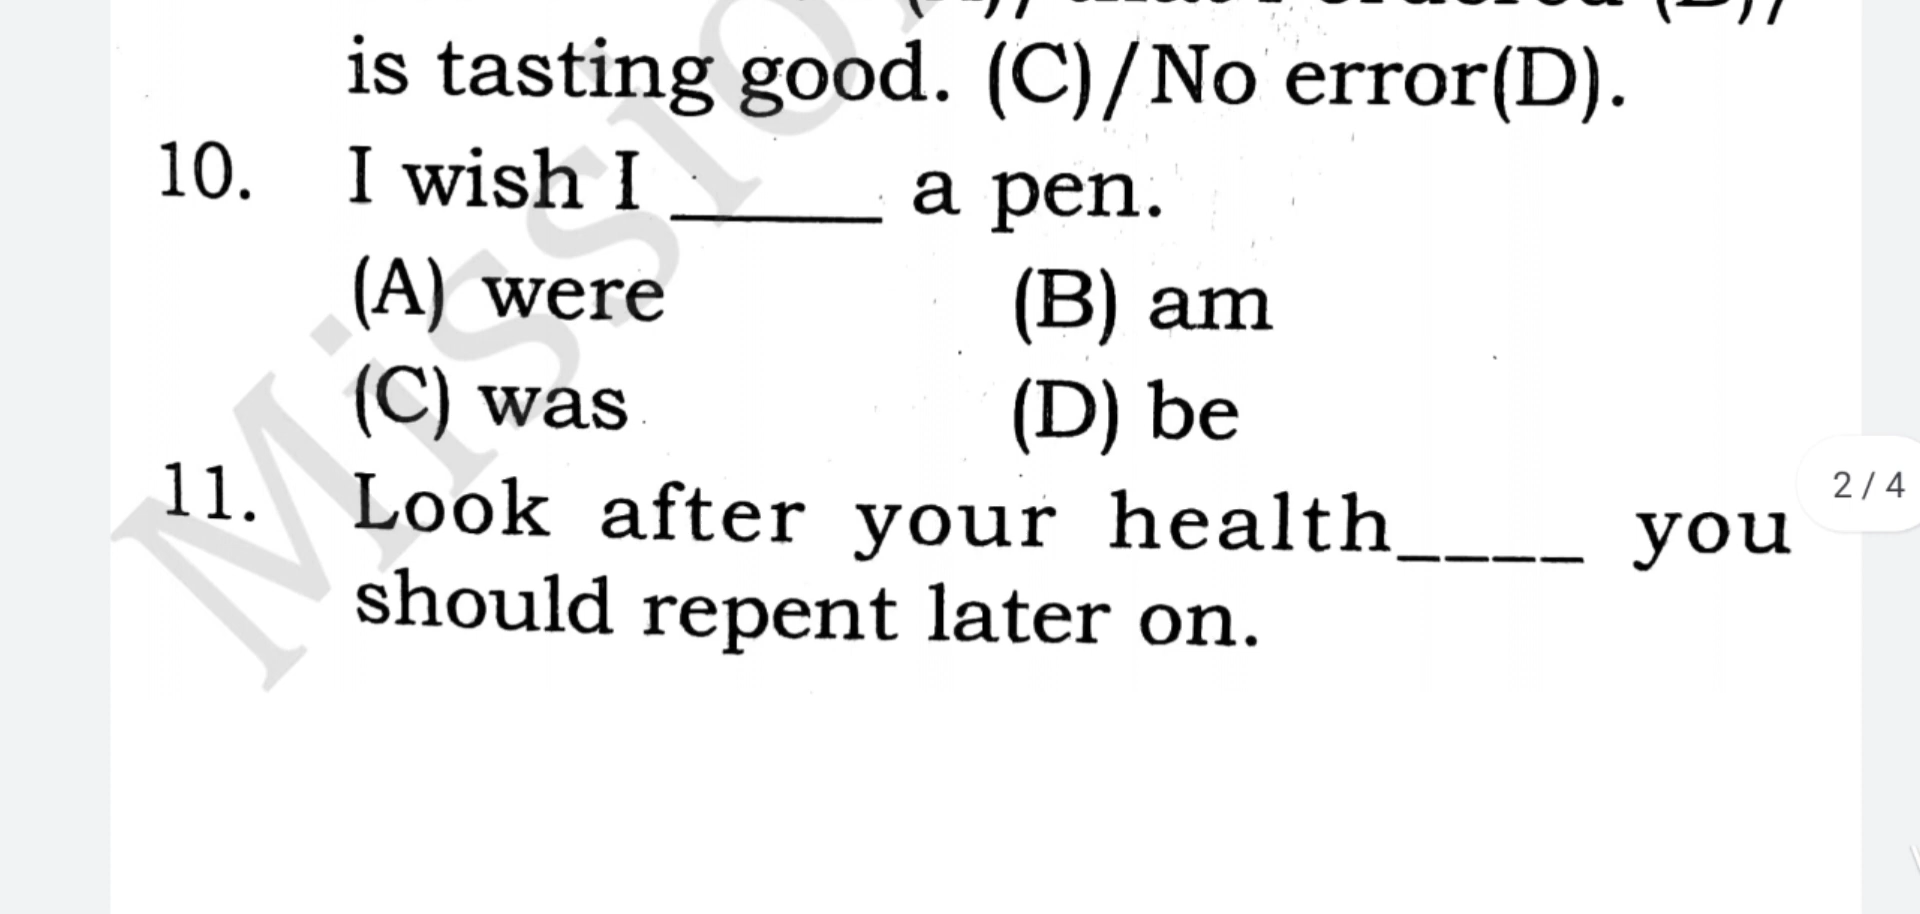 is tasting good. (C)/No error(D).
10. I wish I _____ a pen.
(A) were (B) am
(C) was (D) be
11. Look after your health____ you
should repent later on.
2 / 4